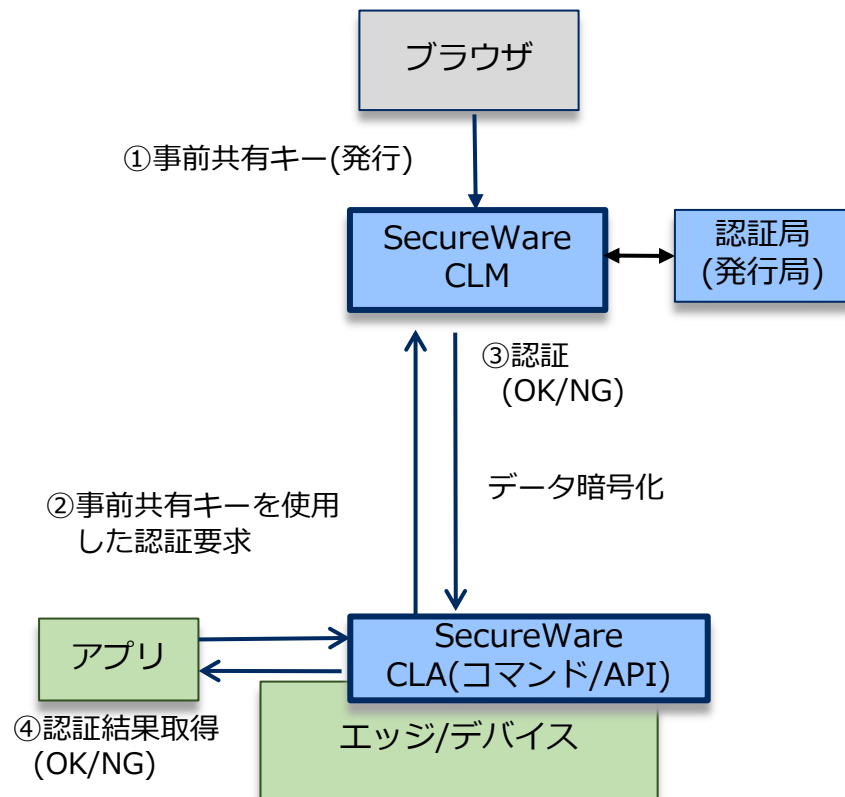 ブラウザ
①事前共有キー(発行)
SecureWare
CLM
認証局
(発行局)
③認証
(OK/NG)
データ暗号化
②事前共有キーを使用
した認証要求
アプリ
SecureWare
CLA(コマンド/API)
④認証結果取得
(OK/NG)
エッジ/デバイス